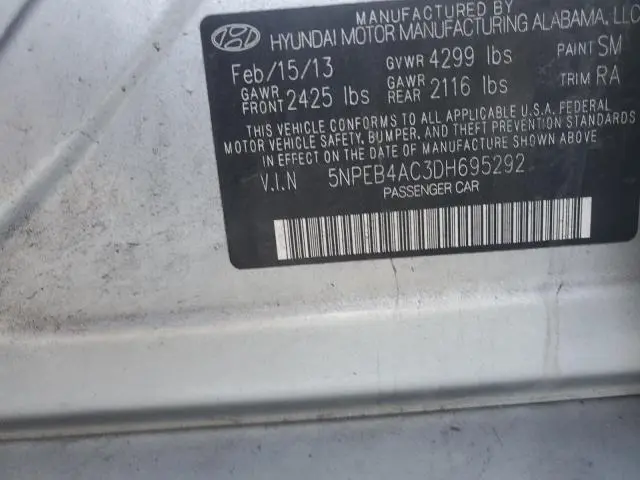 MANUFACTURED BY
HYUNDAI MOTOR MANUFACTURING ALABAMA, LLC
Feb/15/13 GVWR 4299 lbs PAINT SM
GAWR FRONT 2425 lbs GAWR REAR 2116 lbs TRIM RA
THIS VEHICLE CONFORMS TO ALL APPLICABLE U.S.A. FEDERAL
MOTOR VEHICLE SAFETY, BUMPER, AND THEFT PREVENTION STANDARDS
IN EFFECT ON THE DATE OF MANUFACTURE SHOWN ABOVE
V.I.N 5NPEB4AC3DH695292
PASSENGER CAR